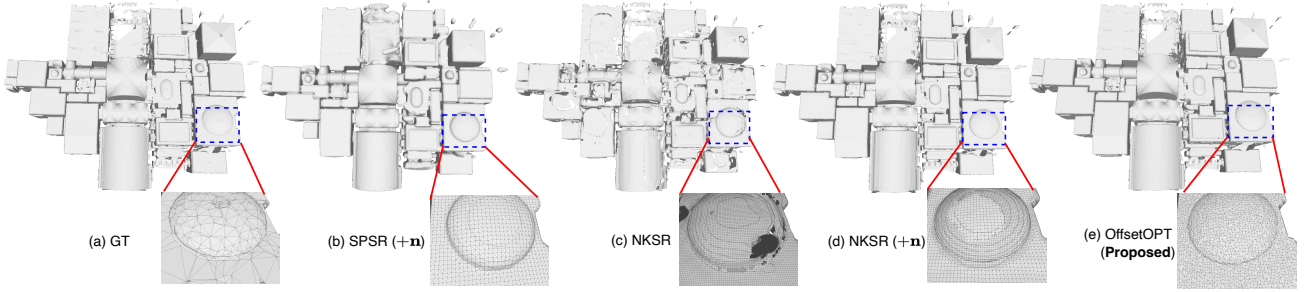 (a) GT
(b) SPSR (+n)
(c) NKSR
(d) NKSR (+n)
(e) OffsetOPT
(Proposed)